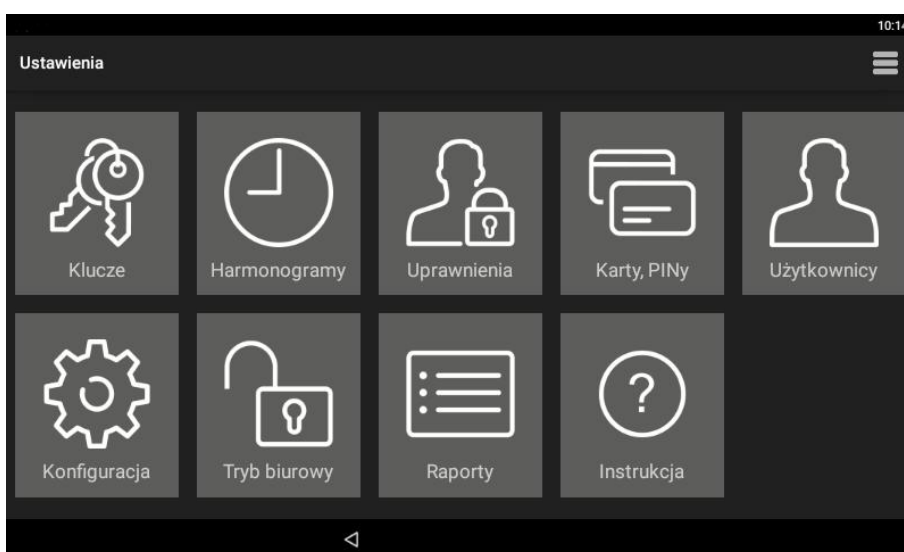 10:14
Ustawienia
Klucze
Harmonogramy
Uprawnienia
Karty, PINy
Użytkownicy
Konfiguracja
Tryb biurowy
Raporty
?
Instrukcja